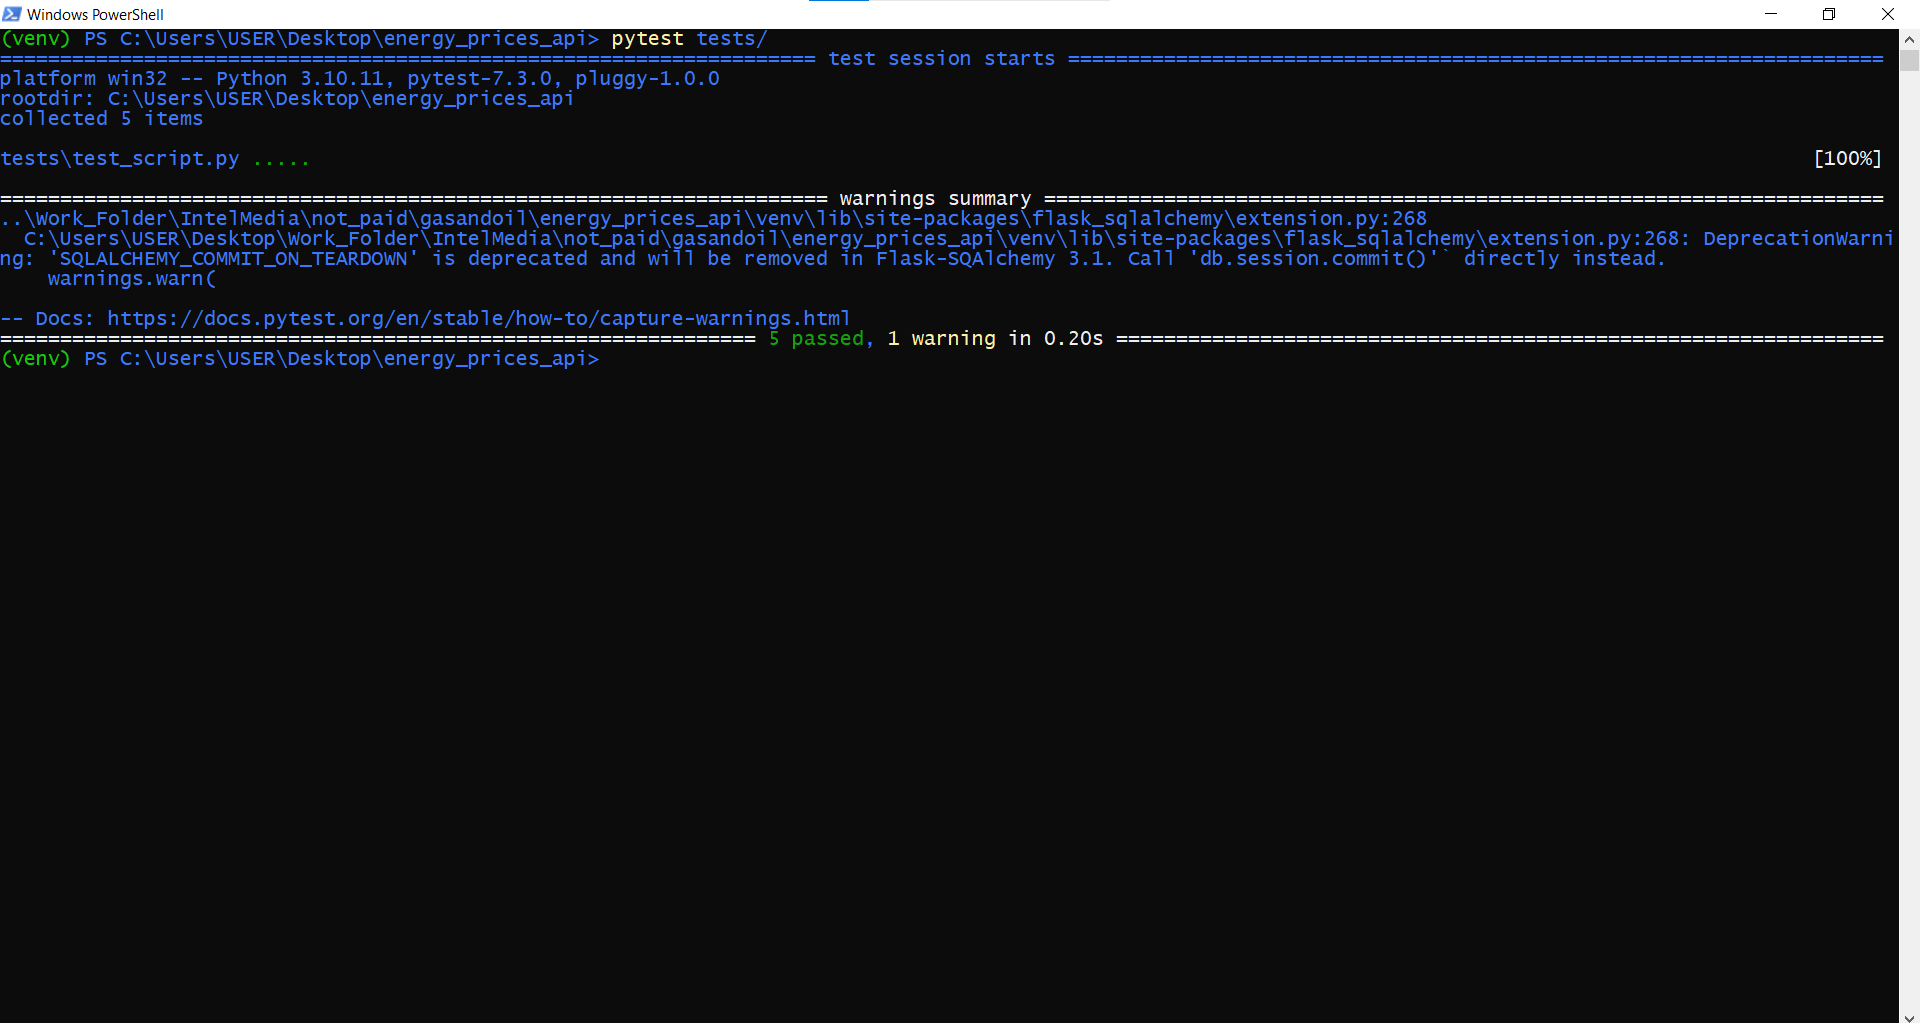 Windows PowerShell
(venv) PS C:\Users\USER\Desktop\energy_prices_api> pytest tests/
==================================================================== test session starts ====================================================================
platform win32 -- Python 3.10.11, pytest-7.3.0, pluggy-1.0.0
rootdir: C:\Users\USER\Desktop\energy_prices_api
collected 5 items
tests\test_script.py ..... [100%]
===================================================================== warnings summary ======================================================================
..\Work_Folder\IntelMedia\not_paid\gasandoil\energy_prices_api\venv\lib\site-packages\flask_sqlalchemy\extension.py:268
C:\Users\USER\Desktop\Work_Folder\IntelMedia\not_paid\gasandoil\energy_prices_api\venv\lib\site-packages\flask_sqlalchemy\extension.py:268: DeprecationWarni
ng: 'SQLALCHEMY_COMMIT_ON_TEARDOWN' is deprecated and will be removed in Flask-SQAlchemy 3.1. Call 'db.session.commit()'` directly instead.
warnings.warn(
-- Docs: https://docs.pytest.org/en/stable/how-to/capture-warnings.html
=============================================================== 5 passed, 1 warning in 0.20s ================================================================
(venv) PS C:\Users\USER\Desktop\energy_prices_api>